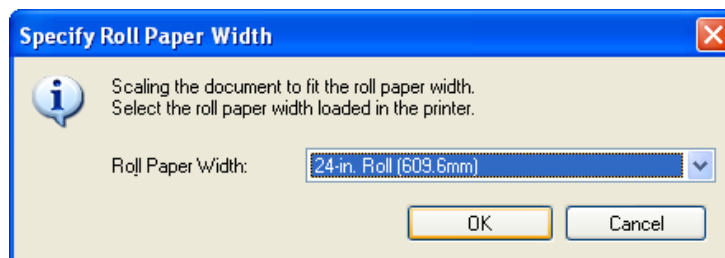 Specify Roll Paper Width
Scaling the document to fit the roll paper width.
Select the roll paper width loaded in the printer.
Roll Paper Width: 24-in. Roll (609.6mm)
OK Cancel